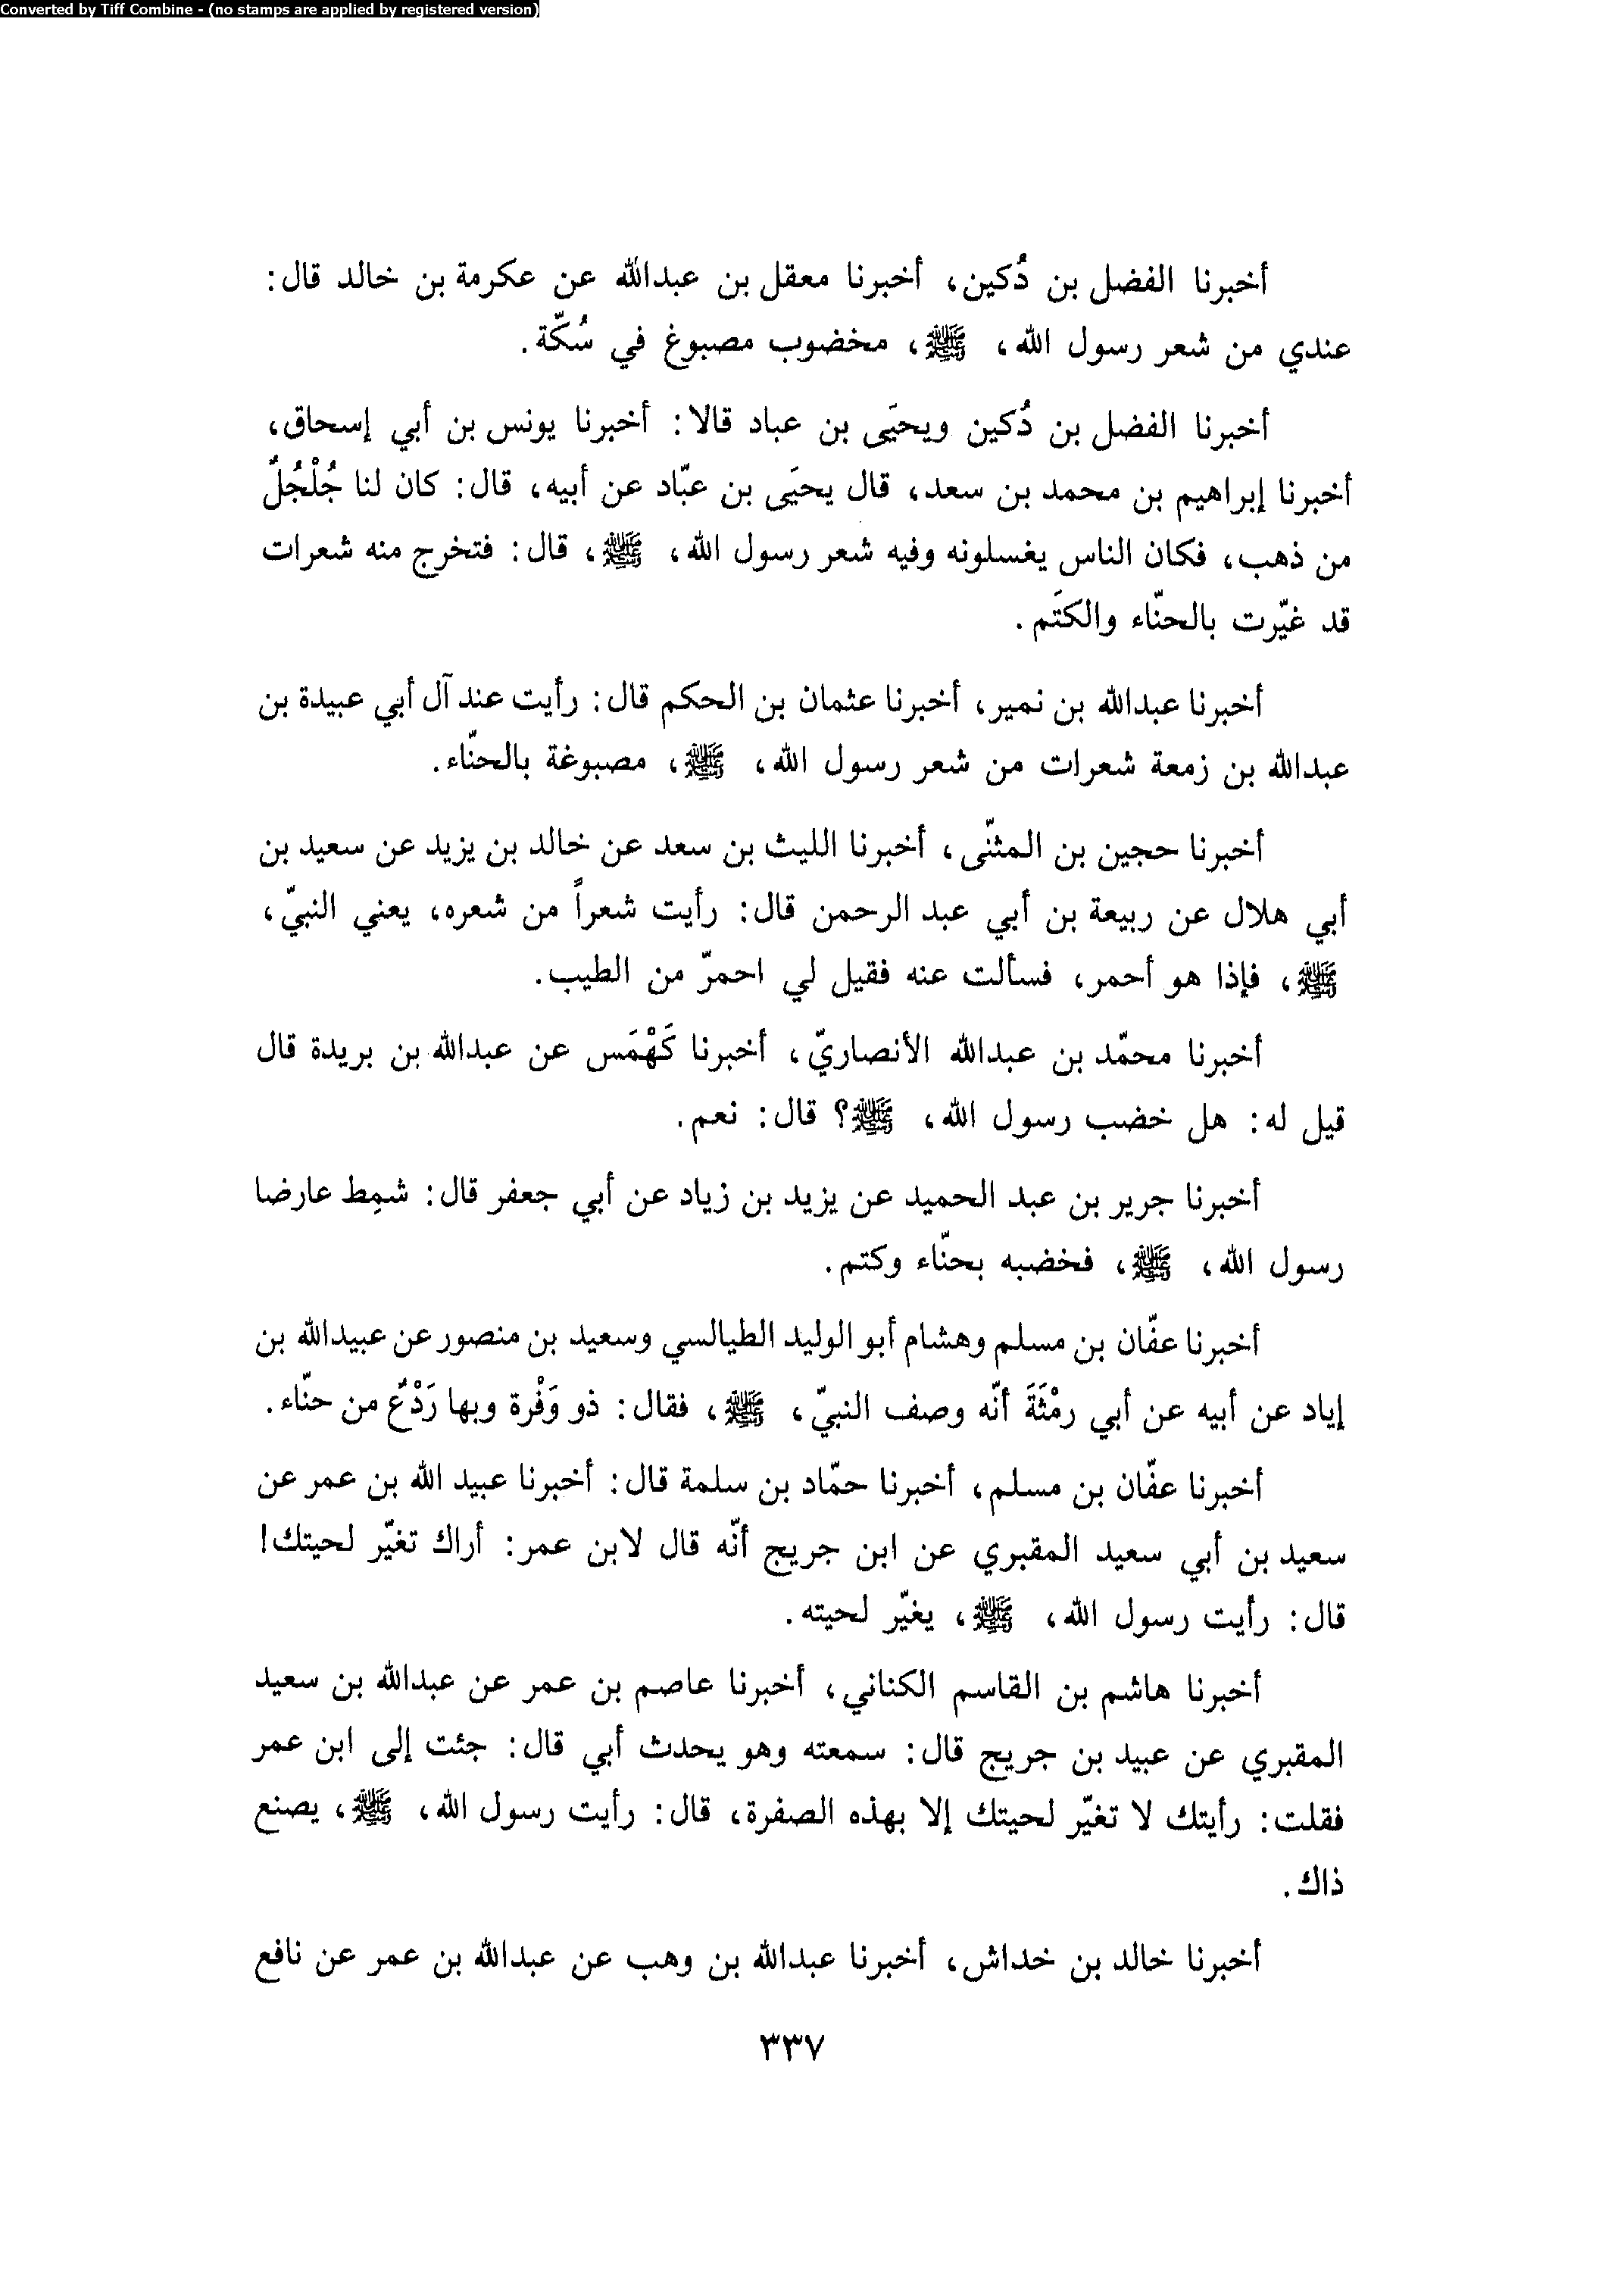 Converted by Tiff Combine - (no stamps are applied by registered version)
أخبرنا الفضل بن دُكين، أخبرنا معقل بن عبدالله عن عكرمة بن خالد قال:
عندي من شعر رسول الله، ﷺ، مخضوب مصبوغ في سُكّة.
أخبرنا الفضل بن دُكين ويحيَى بن عباد قالا: أخبرنا يونس بن أبي إسحاق،
أخبرنا إبراهيم بن محمد بن سعد، قال يحيَى بن عبّاد عن أبيه، قال: كان لنا جُلْجُلٌ
من ذهب، فكان الناس يغسلونه وفيه شعر رسول الله، ﷺ، قال: فتخرج منه شعرات
قد غيّرت بالحنّاء والكتَم.
أخبرنا عبدالله بن نمير، أخبرنا عثمان بن الحكم قال: رأيت عند آل أبي عبيدة بن
عبدالله بن زمعة شعرات من شعر رسول الله، ﷺ، مصبوغة بالحنّاء.
أخبرنا حجين بن المثنّى، أخبرنا الليث بن سعد عن خالد بن يزيد عن سعيد بن
أبي هلال عن ربيعة بن أبي عبد الرحمن قال: رأيت شعراً من شعره، يعني النبيّ،
ﷺ، فإذا هو أحمر، فسألت عنه فقيل لي احمرّ من الطيب.
أخبرنا محمّد بن عبدالله الأنصاريّ، أخبرنا كَهْمَس عن عبدالله بن بريدة قال
قيل له: هل خضب رسول الله، ﷺ؟ قال: نعم.
أخبرنا جرير بن عبد الحميد عن يزيد بن زياد عن أبي جعفر قال: شمِط عارضا
رسول الله، ﷺ، فخضبه بحنّاء وكتم.
أخبرنا عفّان بن مسلم وهشام أبو الوليد الطيالسي وسعيد بن منصور عن عبيدالله بن
إياد عن أبيه عن أبي رمْثَةَ أنّه وصف النبيّ، ﷺ، فقال: ذو وَفْرة وبها رَدْعٌ من حنّاء.
أخبرنا عفّان بن مسلم، أخبرنا حمّاد بن سلمة قال: أخبرنا عبيد الله بن عمر عن
سعيد بن أبي سعيد المقبري عن ابن جريج أنّه قال لابن عمر: أراك تغيّر لحيتك!
قال: رأيت رسول الله، ﷺ، يغيّر لحيته.
أخبرنا هاشم بن القاسم الكناني، أخبرنا عاصم بن عمر عن عبدالله بن سعيد
المقبري عن عبيد بن جريج قال: سمعته وهو يحدث أبي قال: جئت إلى ابن عمر
فقلت: رأيتك لا تغيّر لحيتك إلا بهذه الصفرة، قال: رأيت رسول الله، ﷺ، يصنع
ذاك.
أخبرنا خالد بن خداش، أخبرنا عبدالله بن وهب عن عبدالله بن عمر عن نافع
٣٣٧